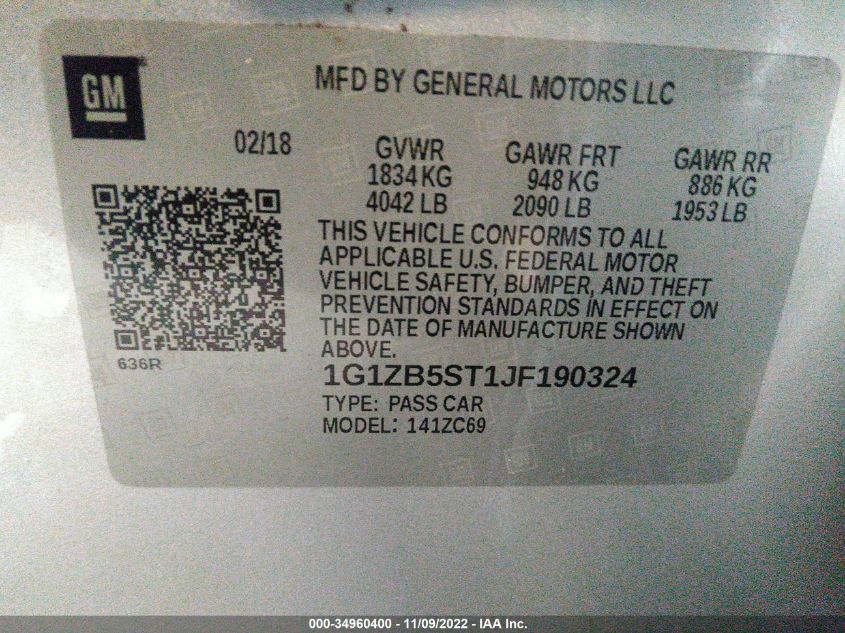 GM
MFD BY GENERAL MOTORS LLC
02/18
GVWR GAWR FRT GAWR RR
1834 KG 948 KG 886 KG
4042 LB 2090 LB 1953 LB
THIS VEHICLE CONFORMS TO ALL
APPLICABLE U.S. FEDERAL MOTOR
VEHICLE SAFETY, BUMPER, AND THEFT
PREVENTION STANDARDS IN EFFECT ON
THE DATE OF MANUFACTURE SHOWN
ABOVE.
636R
1G1ZB5ST1JF190324
TYPE: PASS CAR
MODEL: 141ZC69
000-34960400 - 11/09/2022 - IAA Inc.